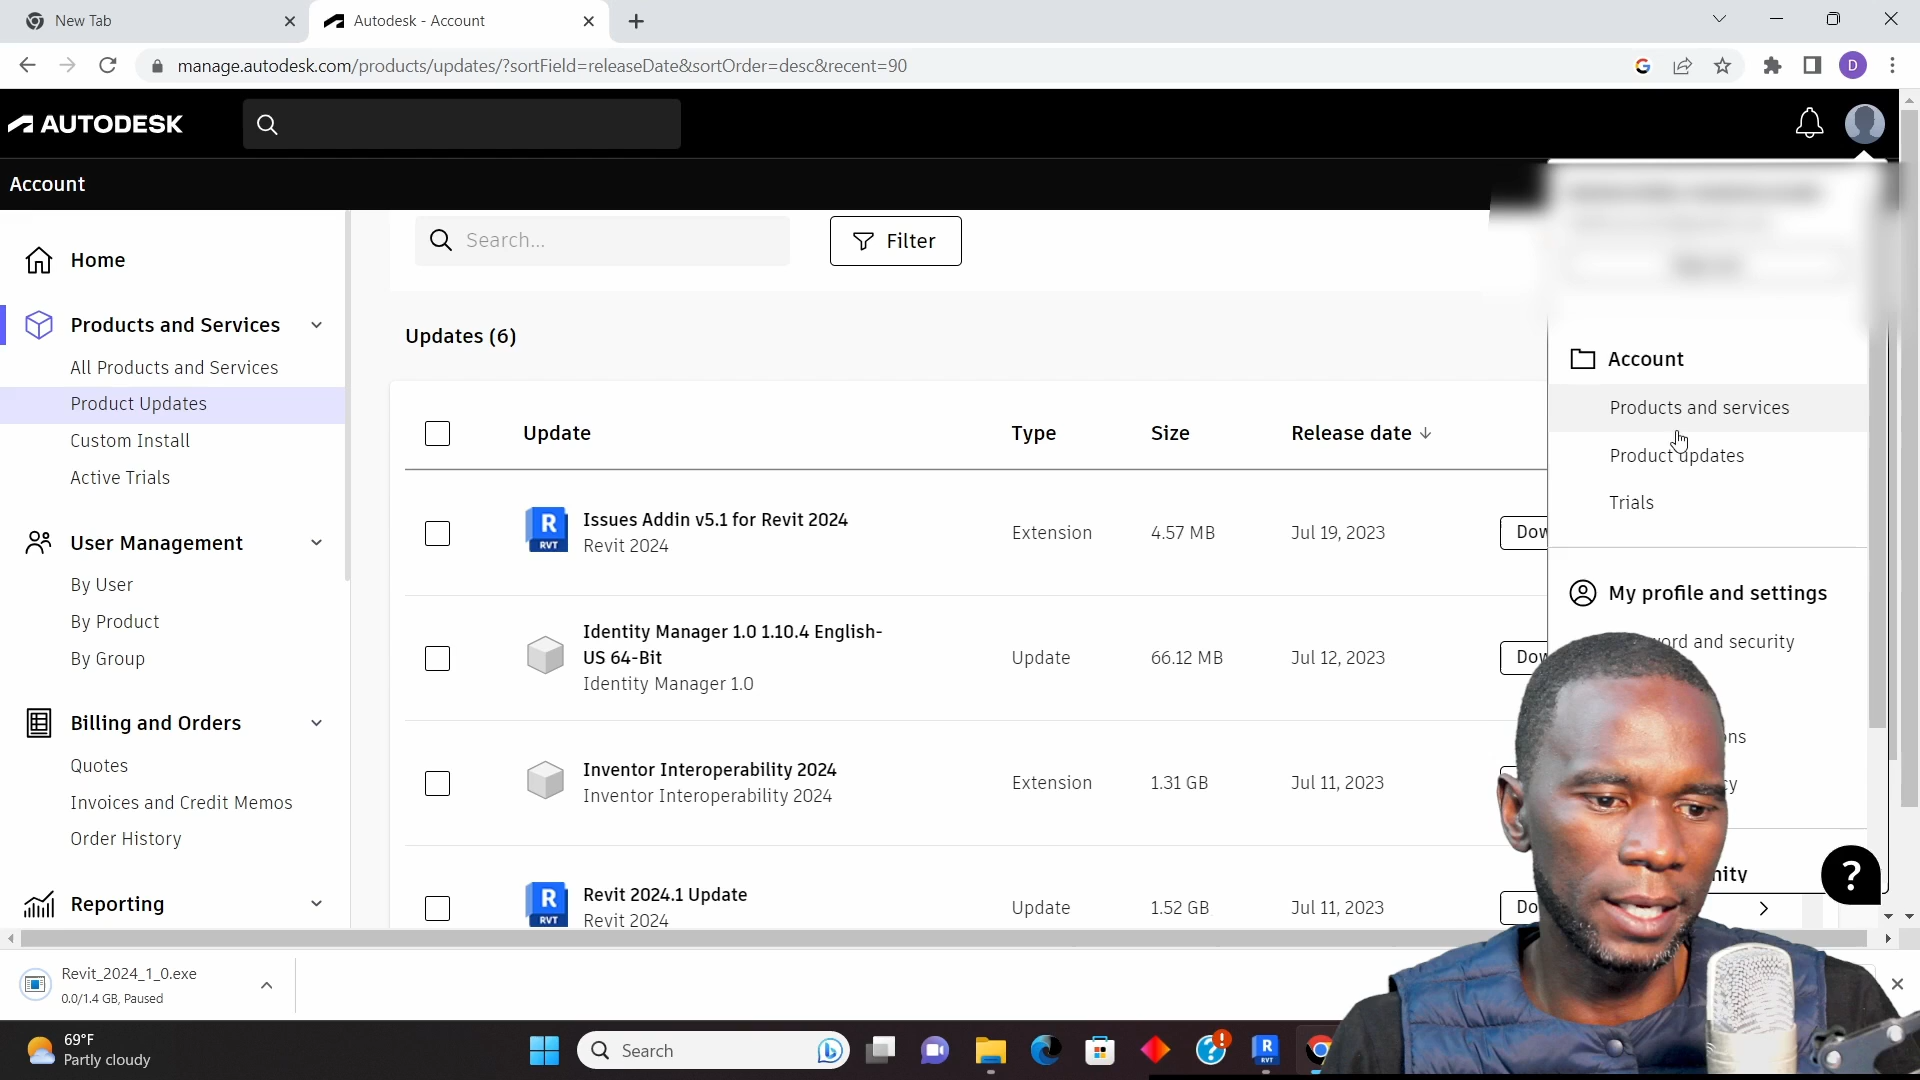 New Tab
Autodesk - Account
manage.autodesk.com/products/updates/?sortField=releaseDate&sortOrder=desc&recent=90
D
AUTODESK
Account
Home
Products and Services
All Products and Services
Product Updates
Custom Install
Active Trials
User Management
By User
By Product
By Group
Billing and Orders
Quotes
Invoices and Credit Memos
Order History
Reporting
Search...
Filter
Updates (6)
Update Type Size Release date
R RVT
Issues Addin v5.1 for Revit 2024
Revit 2024
Extension 4.57 MB Jul 19, 2023
Identity Manager 1.0 1.10.4 English-
US 64-Bit
Identity Manager 1.0
Update 66.12 MB Jul 12, 2023
Inventor Interoperability 2024
Inventor Interoperability 2024
Extension 1.31 GB Jul 11, 2023
R RVT
Revit 2024.1 Update
Revit 2024
Update 1.52 GB Jul 11, 2023
Account
Products and services
Product updates
Trials
My profile and settings
and security
?
Revit_2024_1_0.exe
0.0/1.4 GB, Paused
69°F
Partly cloudy
Search
R RVT